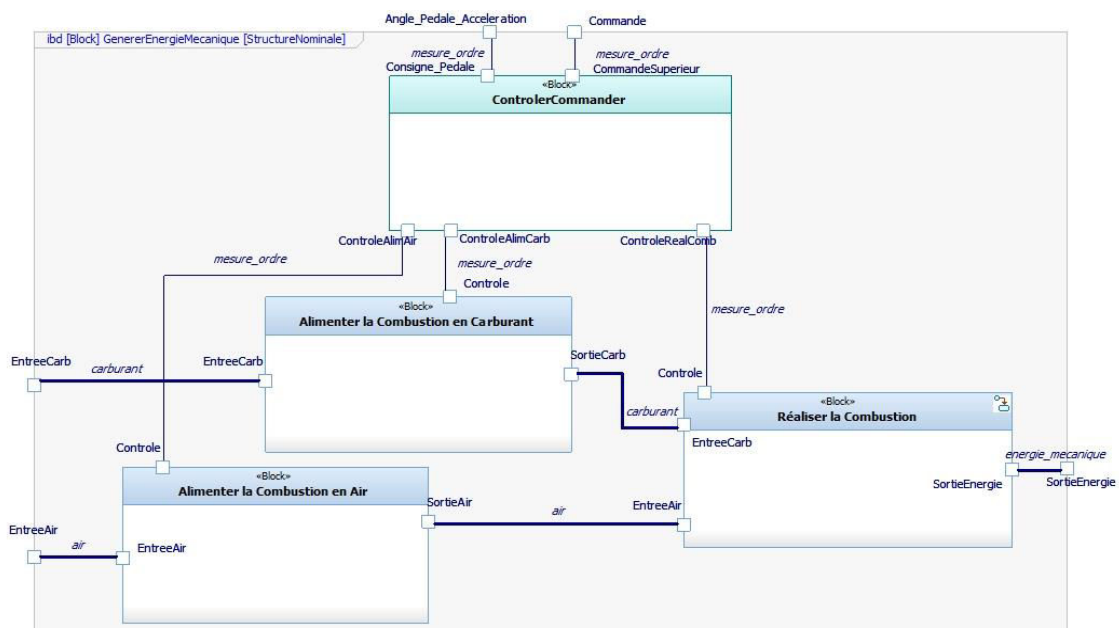 Angle_Pedale_Acceleration
Commande
ibd [Block] GenererEnergieMecanique [StructureNominale]
mesure_ordre
mesure_ordre
Consigne_Pedale
CommandeSuperieur
«Block»
ControlerCommander
ControleAlimAir
ControleAlimCarb
ControleRealComb
mesure_ordre
mesure_ordre
Controle
«Block»
Alimenter la Combustion en Carburant
mesure_ordre
EntreeCarb
carburant
EntreeCarb
SortieCarb
Controle
carburant
«Block»
Réaliser la Combustion
EntreeCarb
Controle
energie_mecanique
«Block»
Alimenter la Combustion en Air
SortieEnergie
SortieEnergie
SortieAir
air
EntreeAir
EntreeAir
air
EntreeAir